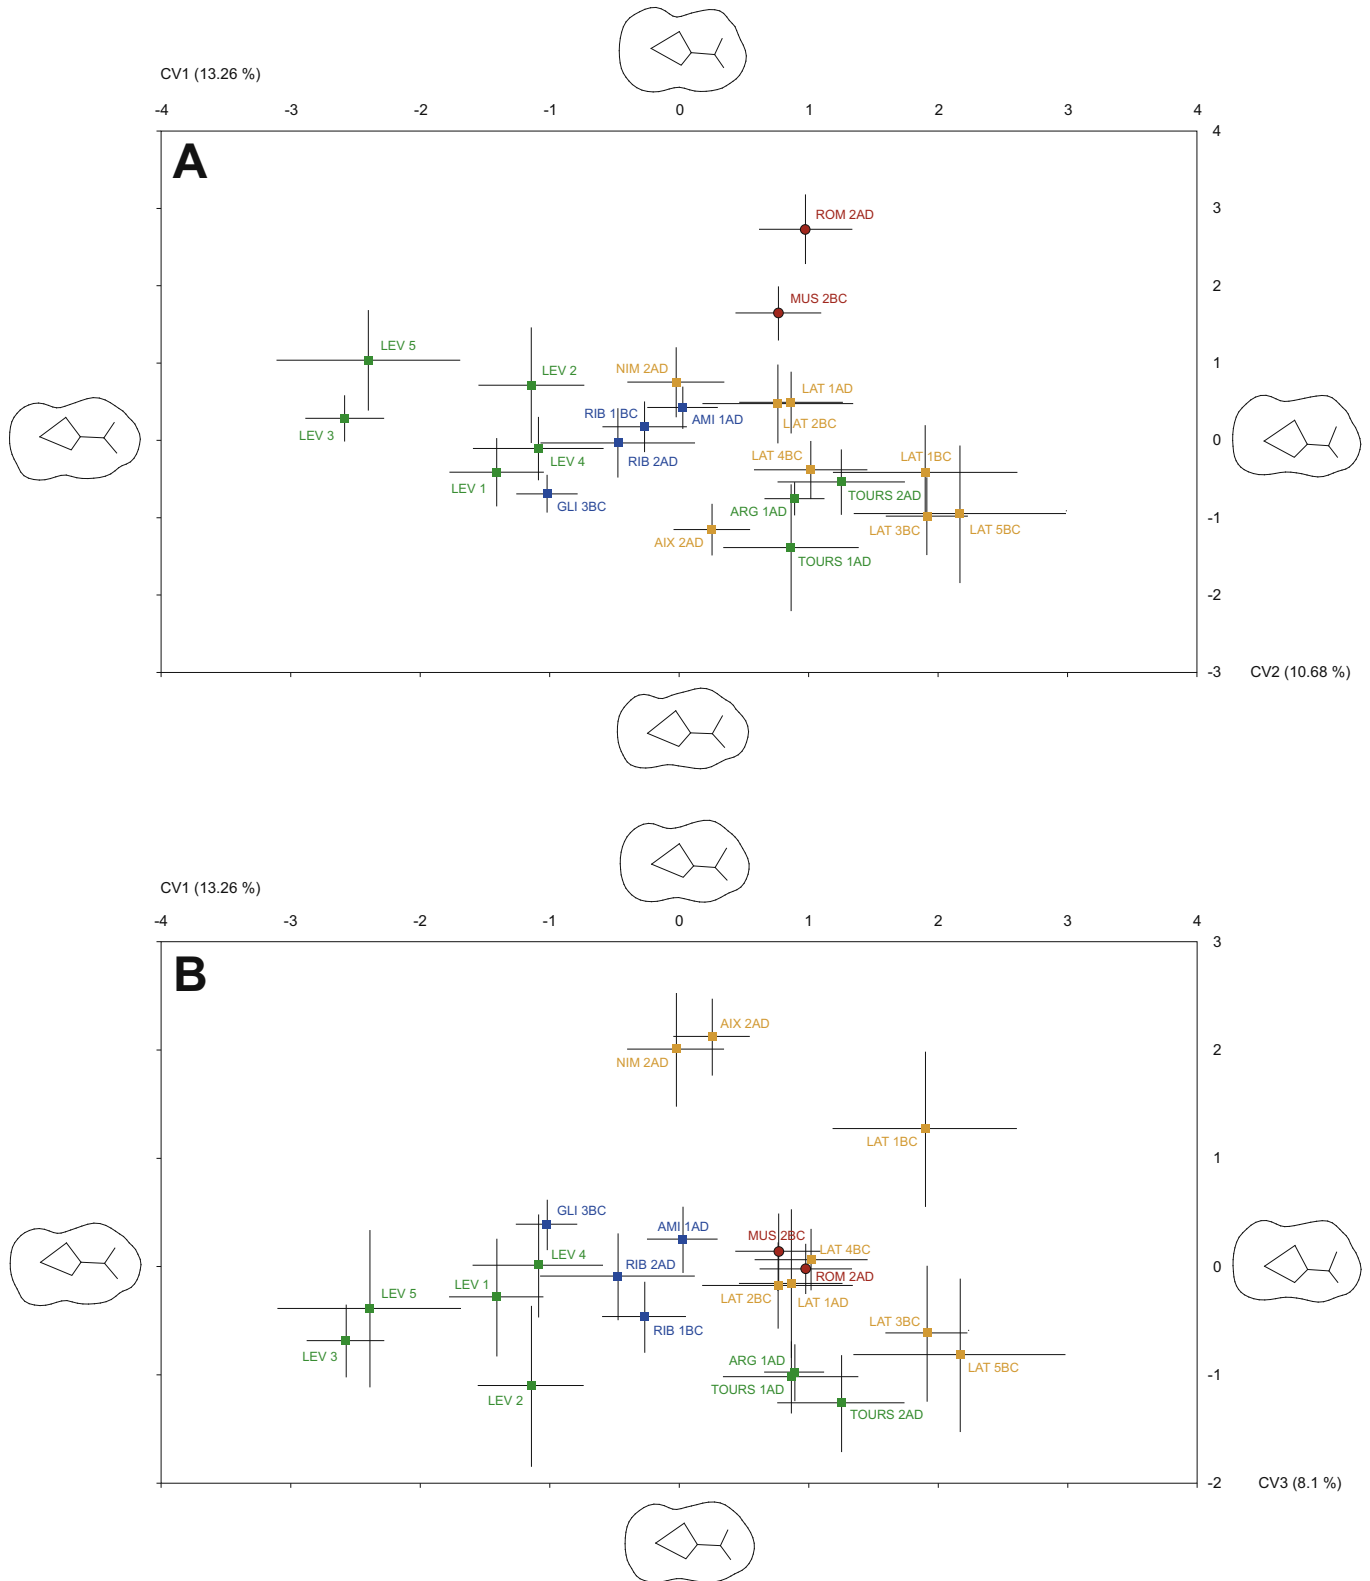 CV1 (13.26 %)
-4 -3 -2 -1 0 1 2 3 4
A
4
3
2
1
0
-1
-2
-3
ROM 2AD
MUS 2BC
LEV 5
LEV 2
NIM 2AD
LAT 1AD
LEV 3
RIB 1BC
AMI 1AD
LAT 2BC
LEV 4
RIB 2AD
LAT 4BC
LAT 1BC
LEV 1
GLI 3BC
TOURS 2AD
ARG 1AD
LAT 3BC
LAT 5BC
AIX 2AD
TOURS 1AD
CV2 (10.68 %)
CV1 (13.26 %)
-4 -3 -2 -1 0 1 2 3 4
B
3
2
1
0
-1
-2
AIX 2AD
NIM 2AD
LAT 1BC
GLI 3BC
AMI 1AD
MUS 2BC
LAT 4BC
LEV 4
RIB 2AD
ROM 2AD
LEV 1
LEV 5
LAT 2BC
LAT 1AD
RIB 1BC
LAT 3BC
LEV 3
ARG 1AD
LAT 5BC
TOURS 1AD
LEV 2
TOURS 2AD
CV3 (8.1 %)